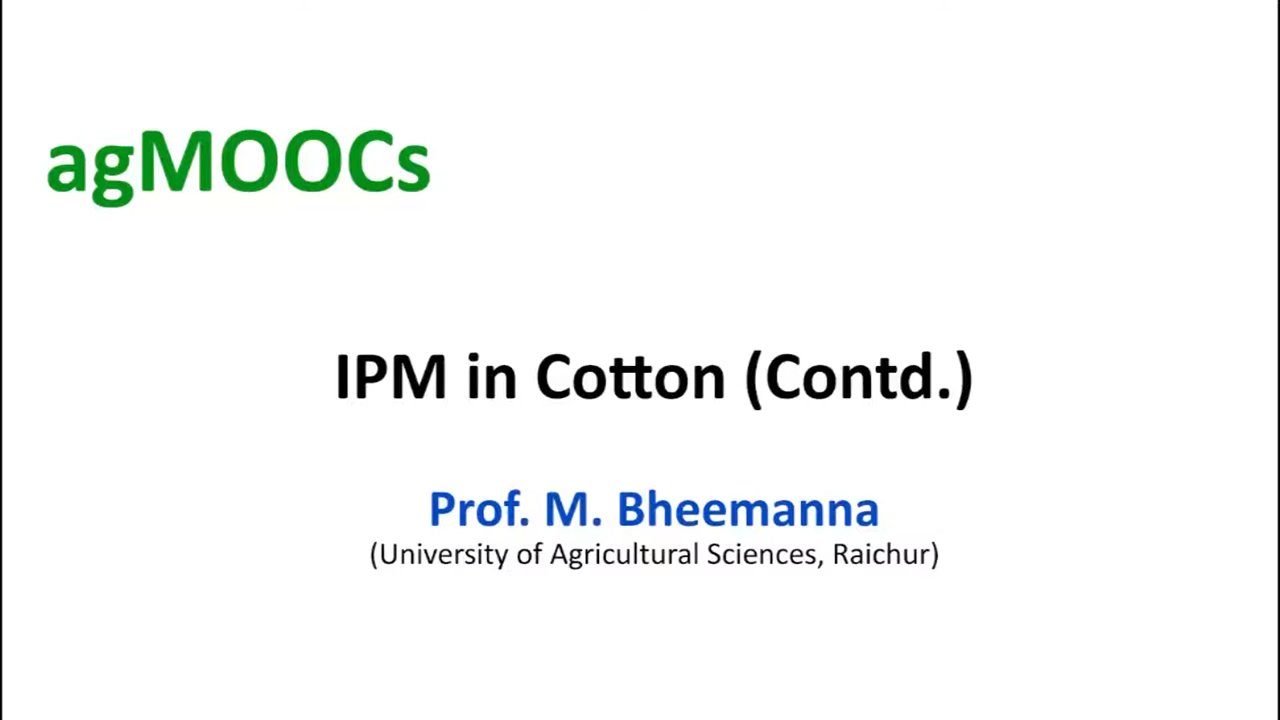 agMOOCs
IPM in Cotton (Contd.)
Prof. M. Bheemanna
(University of Agricultural Sciences, Raichur)